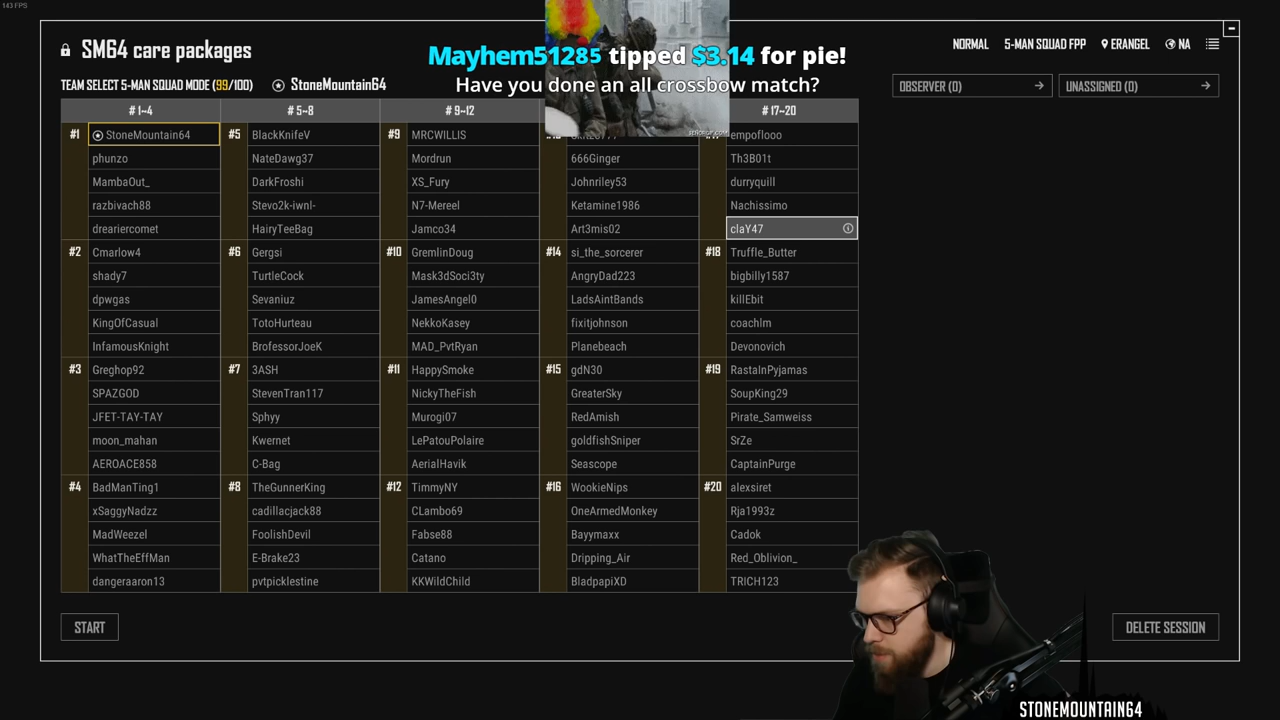 143 FPS
SM64 care packages
Mayhem51285 tipped $3.14 for pie!
Have you done an all crossbow match?
NORMAL 5-MAN SQUAD FPP ERANGEL NA
TEAM SELECT 5-MAN SQUAD MODE (99/100) StoneMountain64
OBSERVER (0) UNASSIGNED (0)
# 1~4 # 5~8 # 9~12 # 17~20
#1 StoneMountain64 #5 BlackKnifeV #9 MRCWILLIS empoflooo
phunzo NateDawg37 Mordrun 666Ginger Th3B01t
MambaOut_ DarkFroshi XS_Fury Johnriley53 durryquill
razbivach88 Stevo2k-iwnl- N7-Mereel Ketamine1986 Nachissimo
dreariercomet HairyTeeBag Jamco34 Art3mis02 claY47
#2 Cmarlow4 #6 Gergsi #10 GremlinDoug #14 si_the_sorcerer #18 Truffle_Butter
shady7 TurtleCock Mask3dSoci3ty AngryDad223 bigbilly1587
dpwgas Sevaniuz JamesAngel0 LadsAintBands killEbit
KingOfCasual TotoHurteau NekkoKasey fixitjohnson coachlm
InfamousKnight BrofessorJoeK MAD_PvtRyan Planebeach Devonovich
#3 Greghop92 #7 3ASH #11 HappySmoke #15 gdN30 #19 RastaInPyjamas
SPAZGOD StevenTran117 NickyTheFish GreaterSky SoupKing29
JFET-TAY-TAY Sphyy Murogi07 RedAmish Pirate_Samweiss
moon_mahan Kwernet LePatouPolaire goldfishSniper SrZe
AEROACE858 C-Bag AerialHavik Seascope CaptainPurge
#4 BadManTing1 #8 TheGunnerKing #12 TimmyNY #16 WookieNips #20 alexsiret
xSaggyNadzz cadillacjack88 CLambo69 OneArmedMonkey Rja1993z
MadWeezel FoolishDevil Fabse88 Bayymaxx Cadok
WhatTheEffMan E-Brake23 Catano Dripping_Air Red_Oblivion_
dangeraaron13 pvtpicklestine KKWildChild BladpapiXD TRICH123
START
DELETE SESSION
STONEMOUNTAIN64